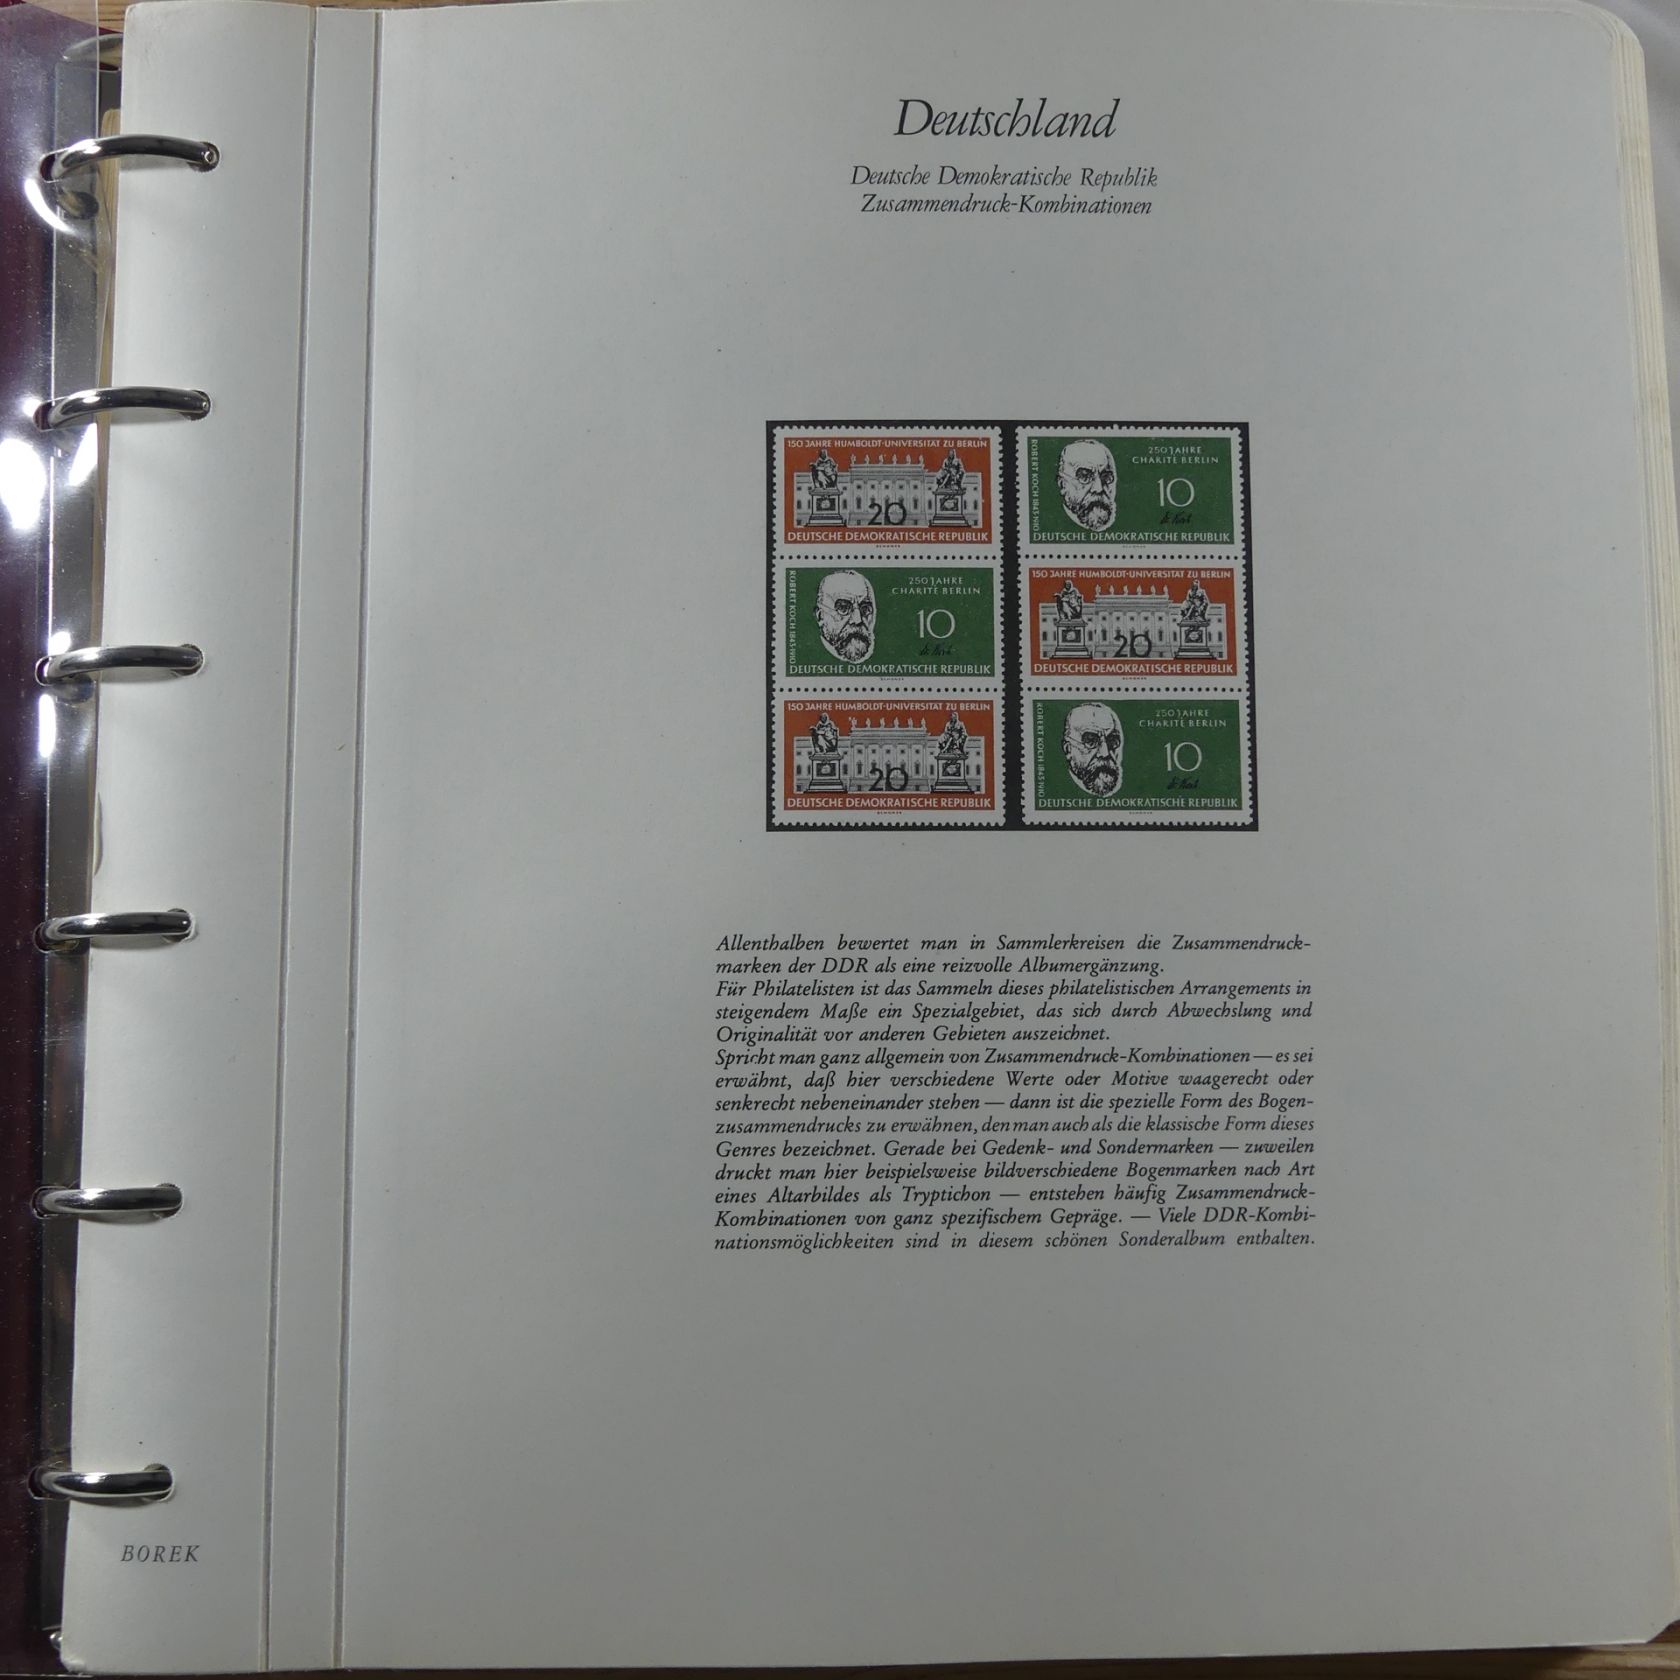 Deutschland
Deutsche Demokratische Republik
Zusammendruck-Kombinationen
150 JAHRE HUMBOLDT-UNIVERSITÄT ZU BERLIN
20
DEUTSCHE DEMOKRATISCHE REPUBLIK
ROBERT KOCH 1843-1910
250 JAHRE
CHARITÉ BERLIN
10
DEUTSCHE DEMOKRATISCHE REPUBLIK
150 JAHRE HUMBOLDT-UNIVERSITÄT ZU BERLIN
20
DEUTSCHE DEMOKRATISCHE REPUBLIK
ROBERT KOCH 1843-1910
250 JAHRE
CHARITÉ BERLIN
10
DEUTSCHE DEMOKRATISCHE REPUBLIK
150 JAHRE HUMBOLDT-UNIVERSITÄT ZU BERLIN
20
DEUTSCHE DEMOKRATISCHE REPUBLIK
ROBERT KOCH 1843-1910
250 JAHRE
CHARITÉ BERLIN
10
DEUTSCHE DEMOKRATISCHE REPUBLIK
Allenthalben bewertet man in Sammlerkreisen die Zusammendruck-
marken der DDR als eine reizvolle Albumergänzung.
Für Philatelisten ist das Sammeln dieses philatelistischen Arrangements in
steigendem Maße ein Spezialgebiet, das sich durch Abwechslung und
Originalität vor anderen Gebieten auszeichnet.
Spricht man ganz allgemein von Zusammendruck-Kombinationen — es sei
erwähnt, daß hier verschiedene Werte oder Motive waagerecht oder
senkrecht nebeneinander stehen — dann ist die spezielle Form des Bogen-
zusammendrucks zu erwähnen, den man auch als die klassische Form dieses
Genres bezeichnet. Gerade bei Gedenk- und Sondermarken — zuweilen
druckt man hier beispielsweise bildverschiedene Bogenmarken nach Art
eines Altarbildes als Tryptichon — entstehen häufig Zusammendruck-
Kombinationen von ganz spezifischem Gepräge. — Viele DDR-Kombi-
nationsmöglichkeiten sind in diesem schönen Sonderalbum enthalten.
BOREK